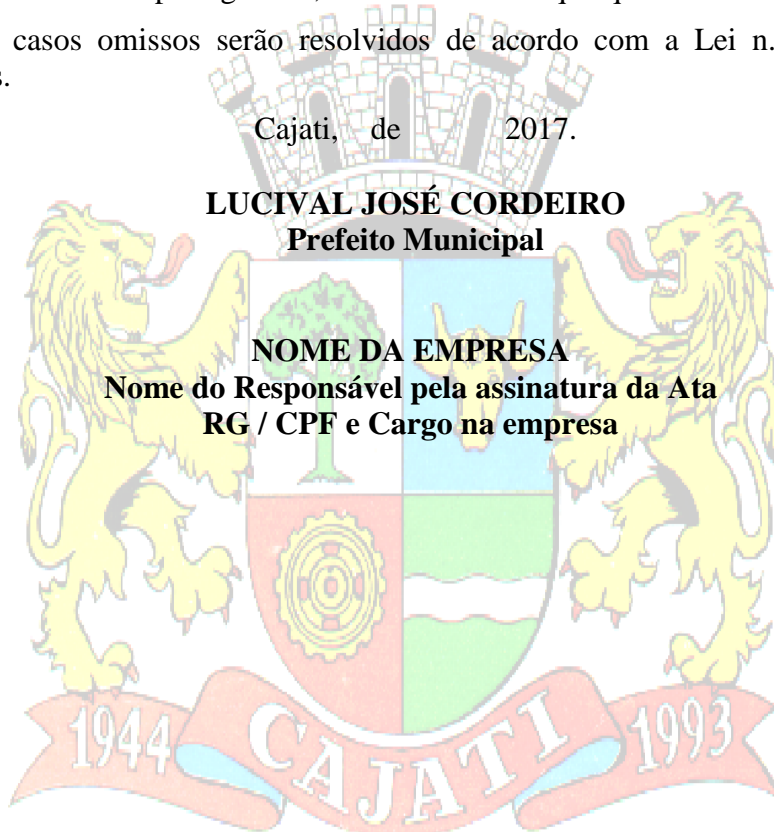 casos omissos serão resolvidos de acordo com a Lei n.
s.
Cajati, de 2017.
LUCIVAL JOSÉ CORDEIRO
Prefeito Municipal
NOME DA EMPRESA
Nome do Responsável pela assinatura da Ata
RG / CPF e Cargo na empresa
1944 CAJATI 1993